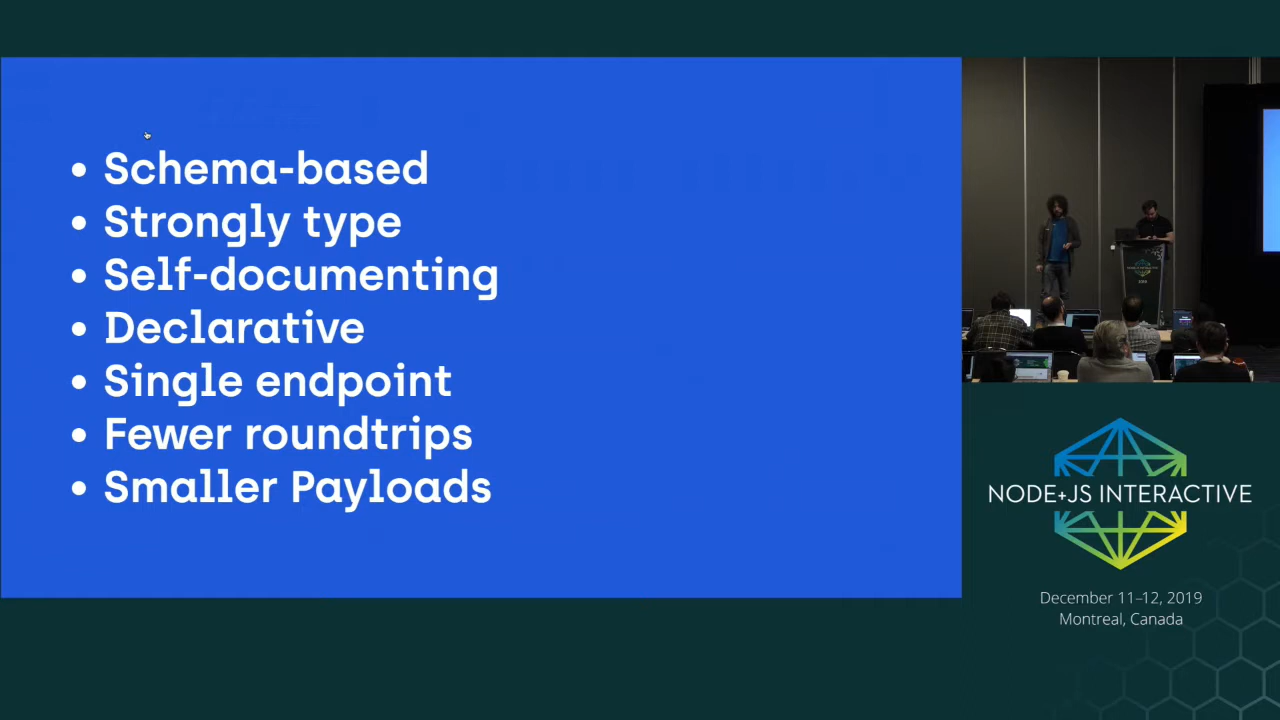 • Schema-based
• Strongly type
• Self-documenting
• Declarative
• Single endpoint
• Fewer roundtrips
• Smaller Payloads
NODE+JS INTERACTIVE
December 11–12, 2019
Montreal, Canada